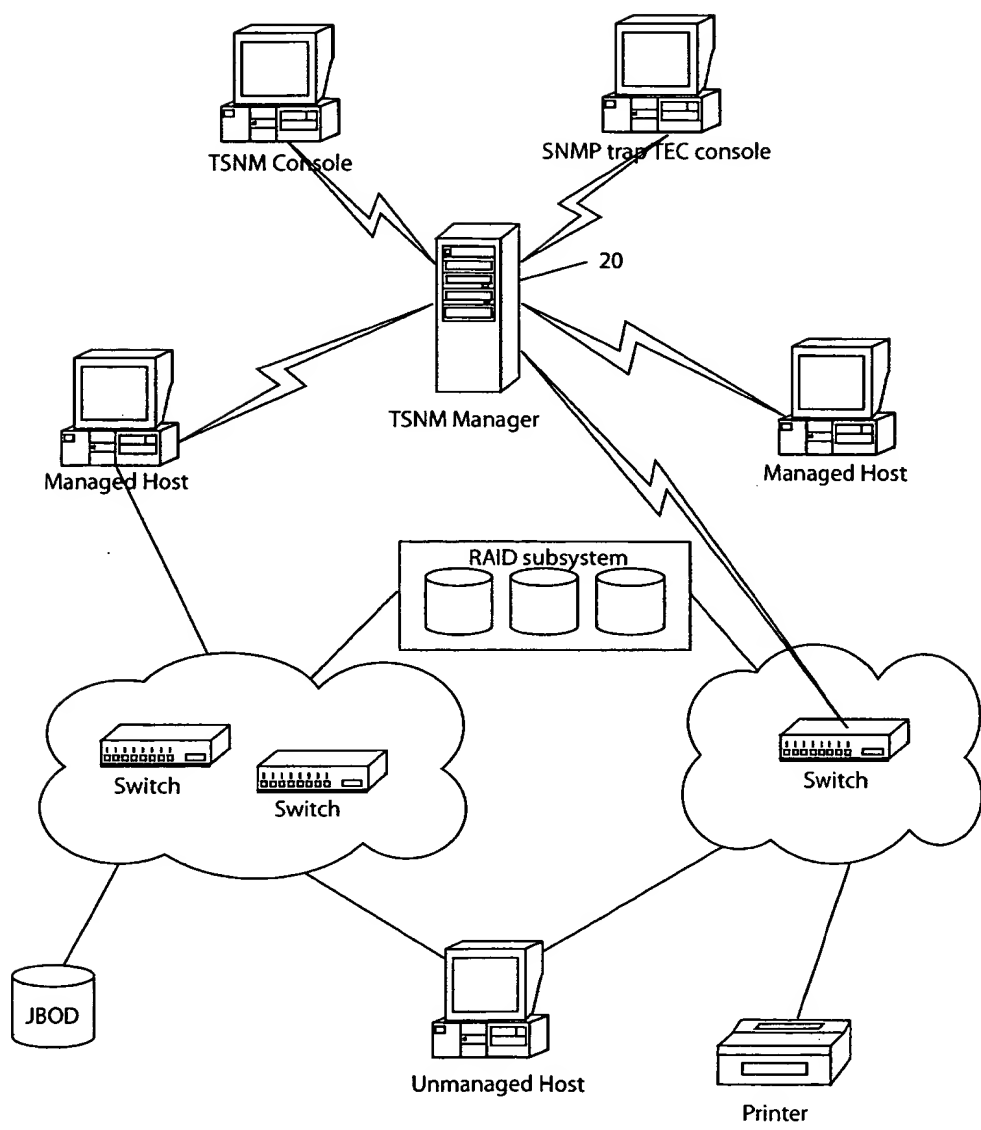 TSNM Console
SNMP trap TEC console
20
TSNM Manager
Managed Host
Managed Host
RAID subsystem
Switch
Switch
Switch
JBOD
Unmanaged Host
Printer